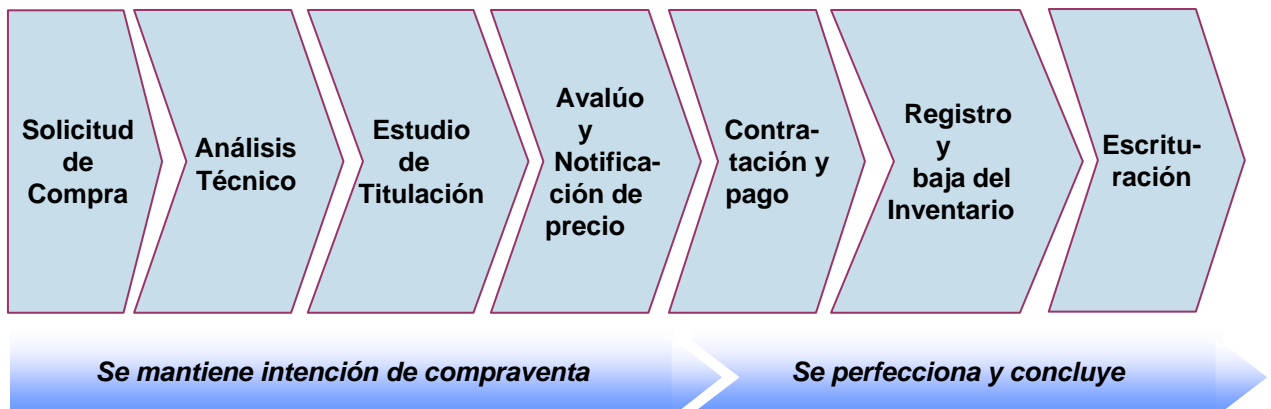 Solicitud
de
Compra
Análisis
Técnico
Estudio
de
Titulación
Avalúo
y
Notifica-
ción de
precio
Contra-
tación y
pago
Registro
y
baja del
Inventario
Escritu-
ración
Se mantiene intención de compraventa
Se perfecciona y concluye